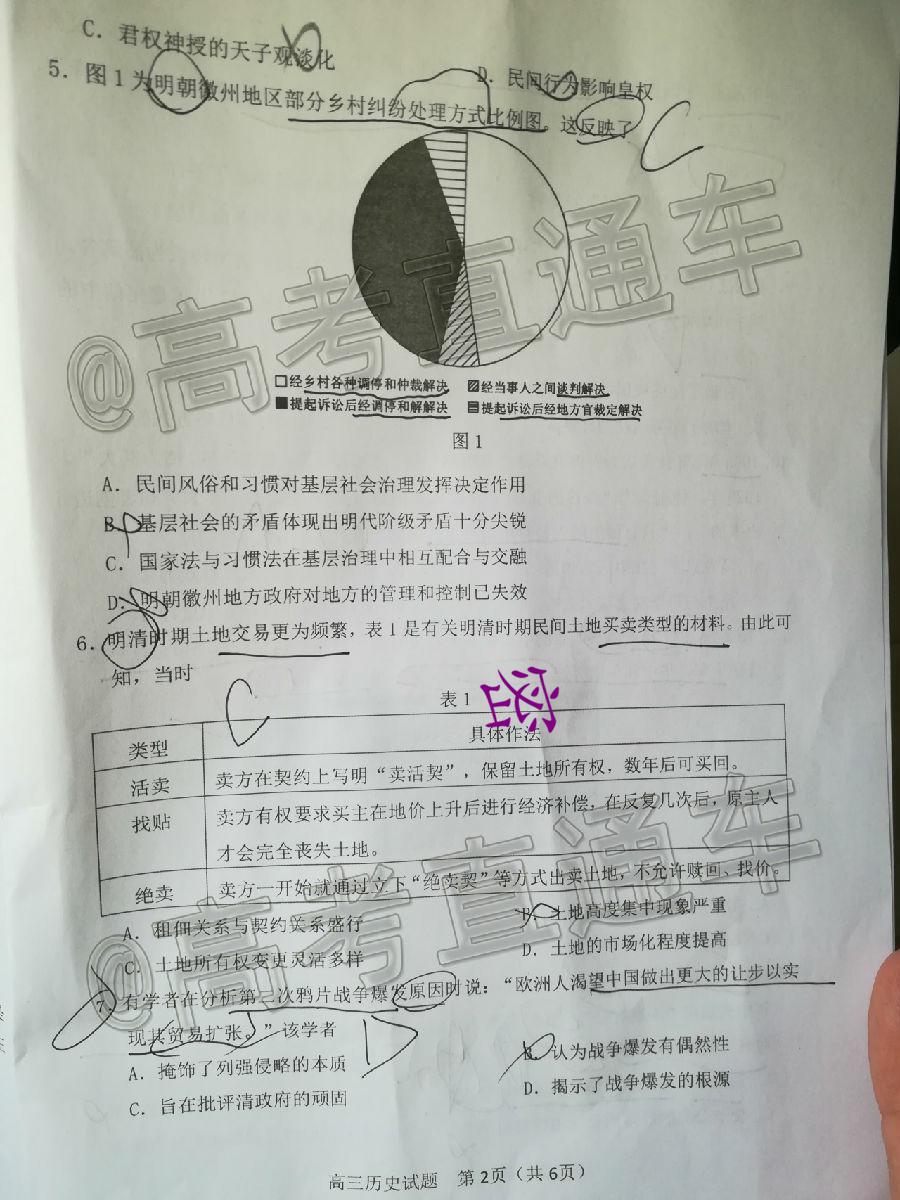 C. 君权神授的天子观淡化
D. 民间行为影响皇权
5. 图1为明朝徽州地区部分乡村纠纷处理方式比例图。这反映了
C
□经乡村各种调停和仲裁解决 ▨经当事人之间谈判解决
■提起诉讼后经调停和解解决 ▤提起诉讼后经地方官裁定解决
图1
A. 民间风俗和习惯对基层社会治理发挥决定作用
B. 基层社会的矛盾体现出明代阶级矛盾十分尖锐
C. 国家法与习惯法在基层治理中相互配合与交融
D. 明朝徽州地方政府对地方的管理和控制已失效
6. 明清时期土地交易更为频繁，表1是有关明清时期民间土地买卖类型的材料。由此可
知，当时
C
表1
密
类型 具体作法
活卖 卖方在契约上写明“卖活契”，保留土地所有权，数年后可买回。
找贴 卖方有权要求买主在地价上升后进行经济补偿，在反复几次后，原主人
才会完全丧失土地。
绝卖 卖方一开始就通过立下“绝卖契”等方式出卖土地，不允许赎回、找价。
A. 租佃关系与契约关系盛行
B. 土地高度集中现象严重
C. 土地所有权变更灵活多样
D. 土地的市场化程度提高
7. 有学者在分析第二次鸦片战争爆发原因时说：“欧洲人渴望中国做出更大的让步以实
现其贸易扩张。”该学者
D
A. 掩饰了列强侵略的本质
B. 认为战争爆发有偶然性
C. 旨在批评清政府的顽固
D. 揭示了战争爆发的根源
高三历史试题 第2页（共6页）
@高考直通车
@高考直通车